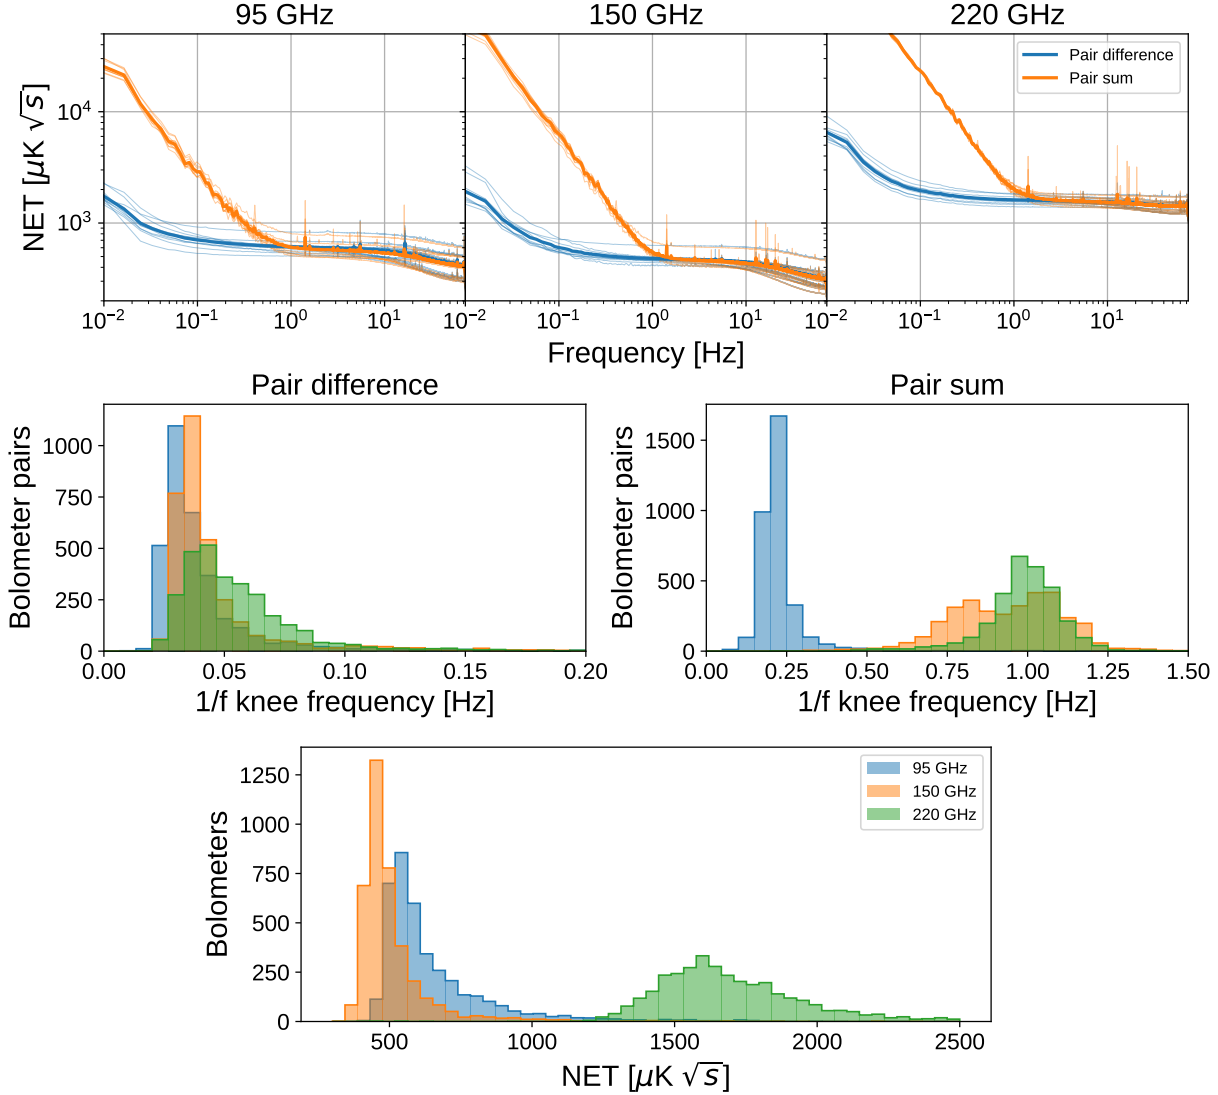 95 GHz 150 GHz 220 GHz
Pair difference
Pair sum
NET [μK √s]
10⁴
10³
10⁻² 10⁻¹ 10⁰ 10¹ 10⁻² 10⁻¹ 10⁰ 10¹ 10⁻² 10⁻¹ 10⁰ 10¹
Frequency [Hz]
Pair difference Pair sum
Bolometer pairs
1000
750
500
250
0
0.00 0.05 0.10 0.15 0.20
1/f knee frequency [Hz]
Bolometer pairs
1500
1000
500
0
0.00 0.25 0.50 0.75 1.00 1.25 1.50
1/f knee frequency [Hz]
95 GHz
150 GHz
220 GHz
Bolometers
1250
1000
750
500
250
0
500 1000 1500 2000 2500
NET [μK √s]